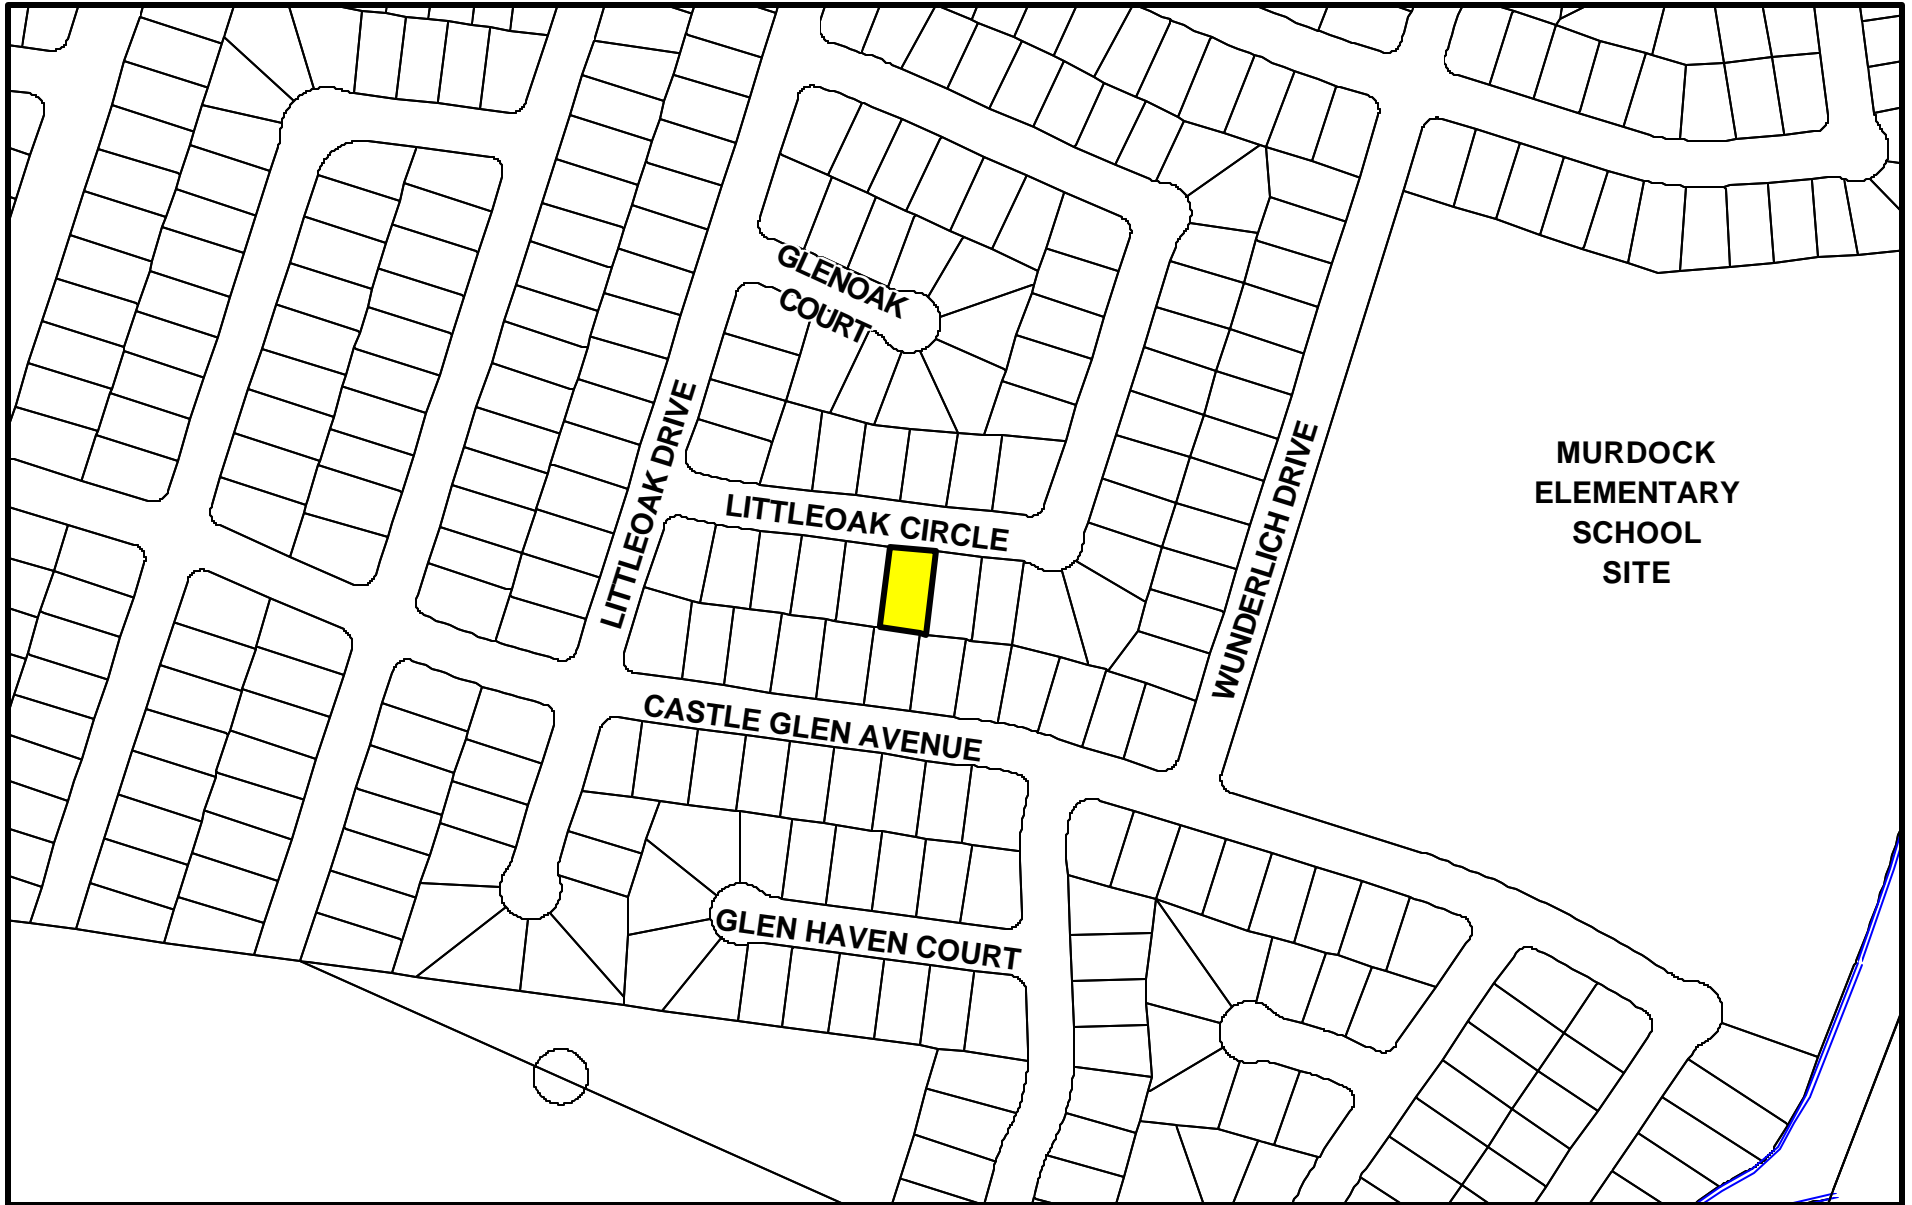 GLENOAK
COURT
LITTLEOAK DRIVE
LITTLEOAK CIRCLE
WUNDERLICH DRIVE
MURDOCK
ELEMENTARY
SCHOOL
SITE
CASTLE GLEN AVENUE
GLEN HAVEN COURT